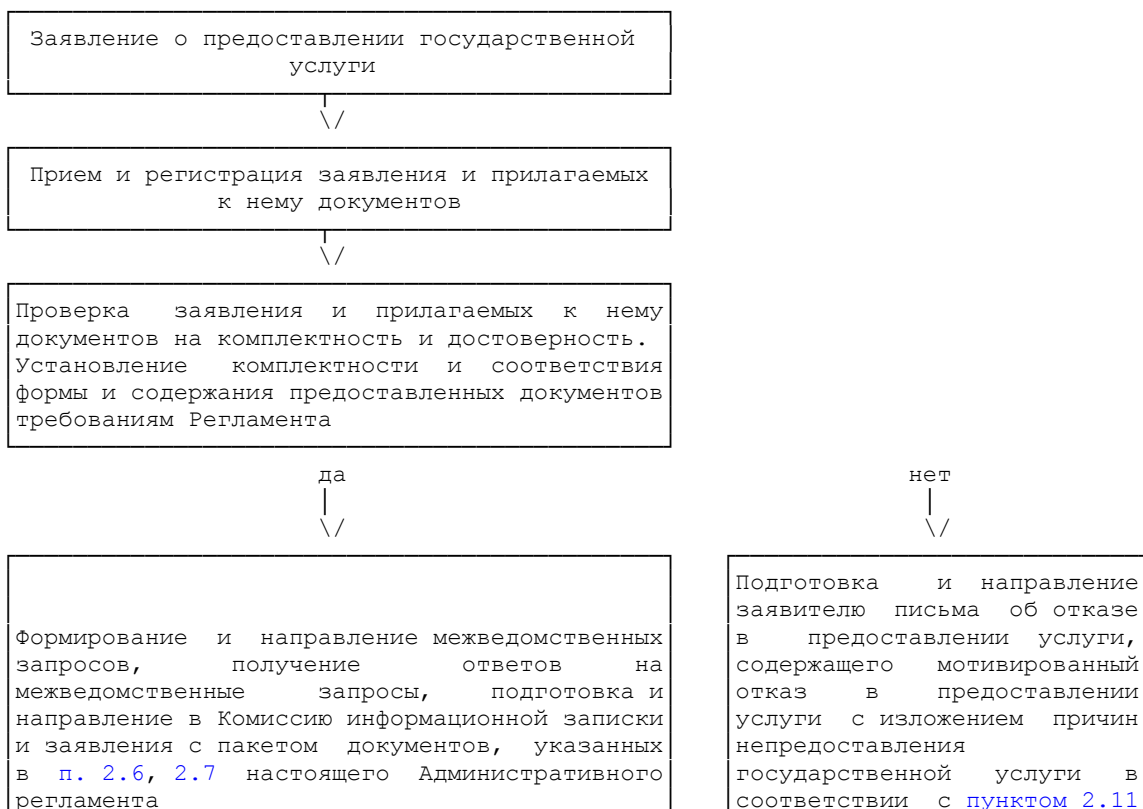 Заявление о предоставлении государственной
услуги
\/
Прием и регистрация заявления и прилагаемых
к нему документов
\/
Проверка заявления и прилагаемых к нему
документов на комплектность и достоверность.
Установление комплектности и соответствия
формы и содержания предоставленных документов
требованиям Регламента
да
\/
Формирование и направление межведомственных
запросов, получение ответов на
межведомственные запросы, подготовка и
направление в Комиссию информационной записки
и заявления с пакетом документов, указанных
в п. 2.6, 2.7 настоящего Административного
регламента
нет
\/
Подготовка и направление
заявителю письма об отказе
в предоставлении услуги,
содержащего мотивированный
отказ в предоставлении
услуги с изложением причин
непредоставления
государственной услуги в
соответствии с пунктом 2.11